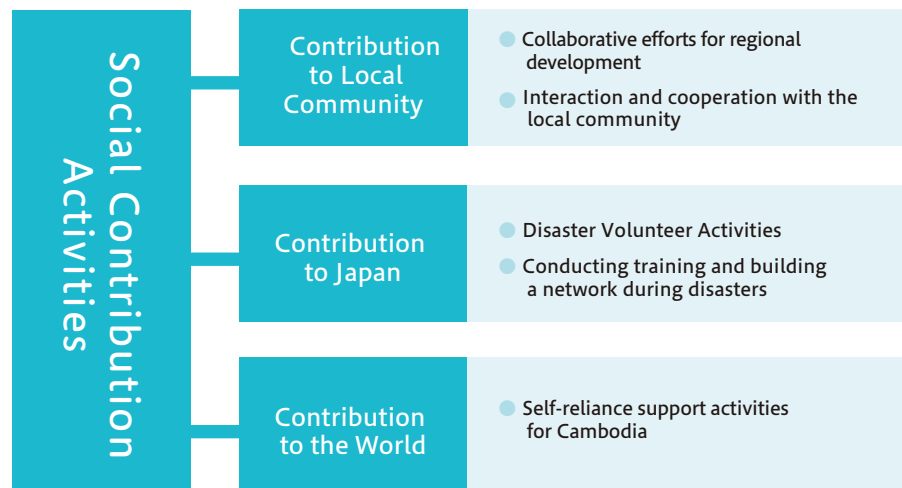 Social Contribution
Activities
Contribution
to Local
Community
Collaborative efforts for regional
development
Interaction and cooperation with the
local community
Contribution
to Japan
Disaster Volunteer Activities
Conducting training and building
a network during disasters
Contribution
to the World
Self-reliance support activities
for Cambodia